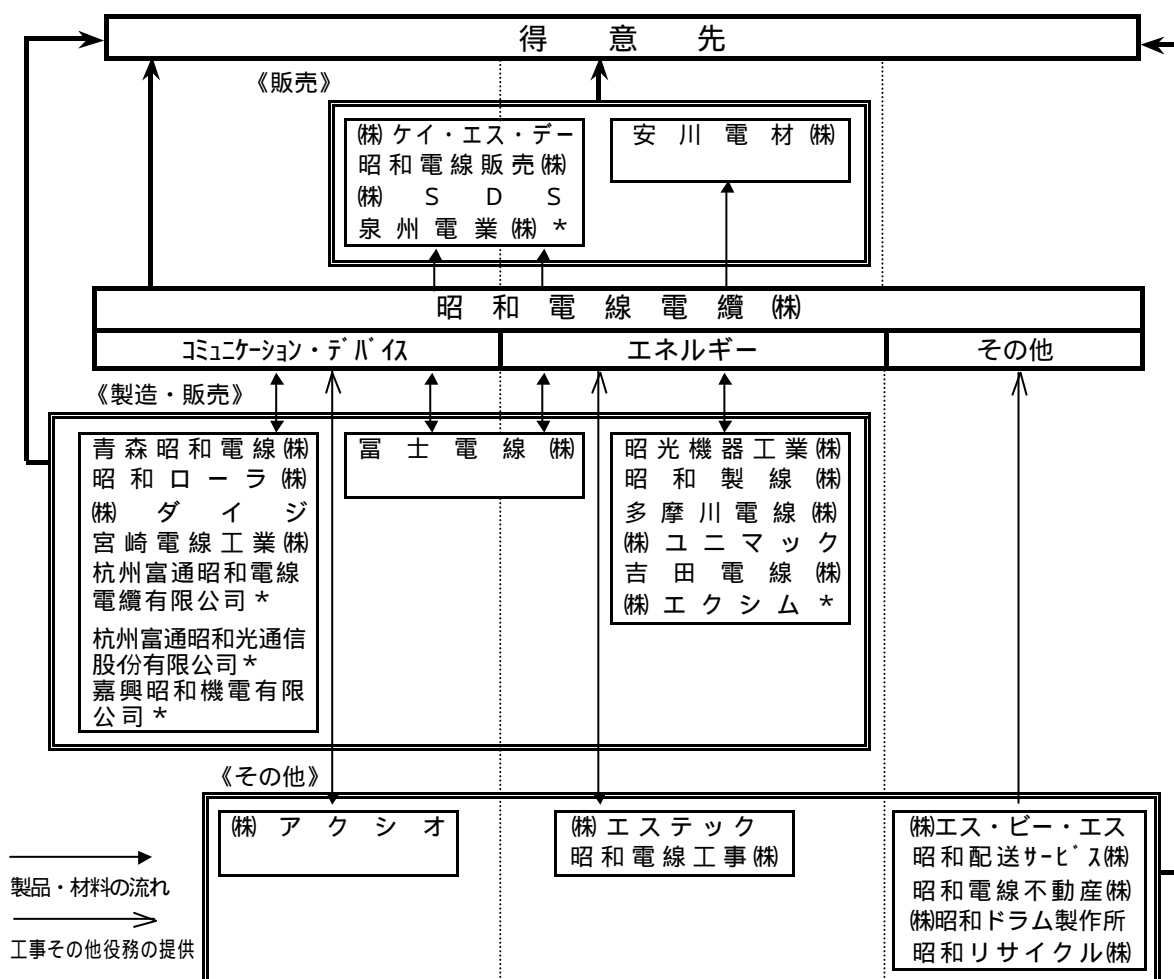 得意先
《販売》
㈱ケイ・エス・デー
昭和電線販売㈱
㈱SDS
泉州電業㈱*
安川電材㈱
昭和電線電纜㈱
コミュニケーション・デバイス
エネルギー
その他
《製造・販売》
青森昭和電線㈱
昭和ローラ㈱
㈱ダイジ
宮崎電線工業㈱
杭州富通昭和電線
電纜有限公司*
杭州富通昭和光通信
股份有限公司*
嘉興昭和機電有限
公司*
冨士電線㈱
昭光機器工業㈱
昭和製線㈱
多摩川電線㈱
㈱ユニマック
吉田電線㈱
㈱エクシム*
《その他》
㈱アクシオ
㈱エステック
昭和電線工事㈱
㈱エス・ビー・エス
昭和配送サービス㈱
昭和電線不動産㈱
㈱昭和ドラム製作所
昭和リサイクル㈱
製品・材料の流れ
工事その他役務の提供